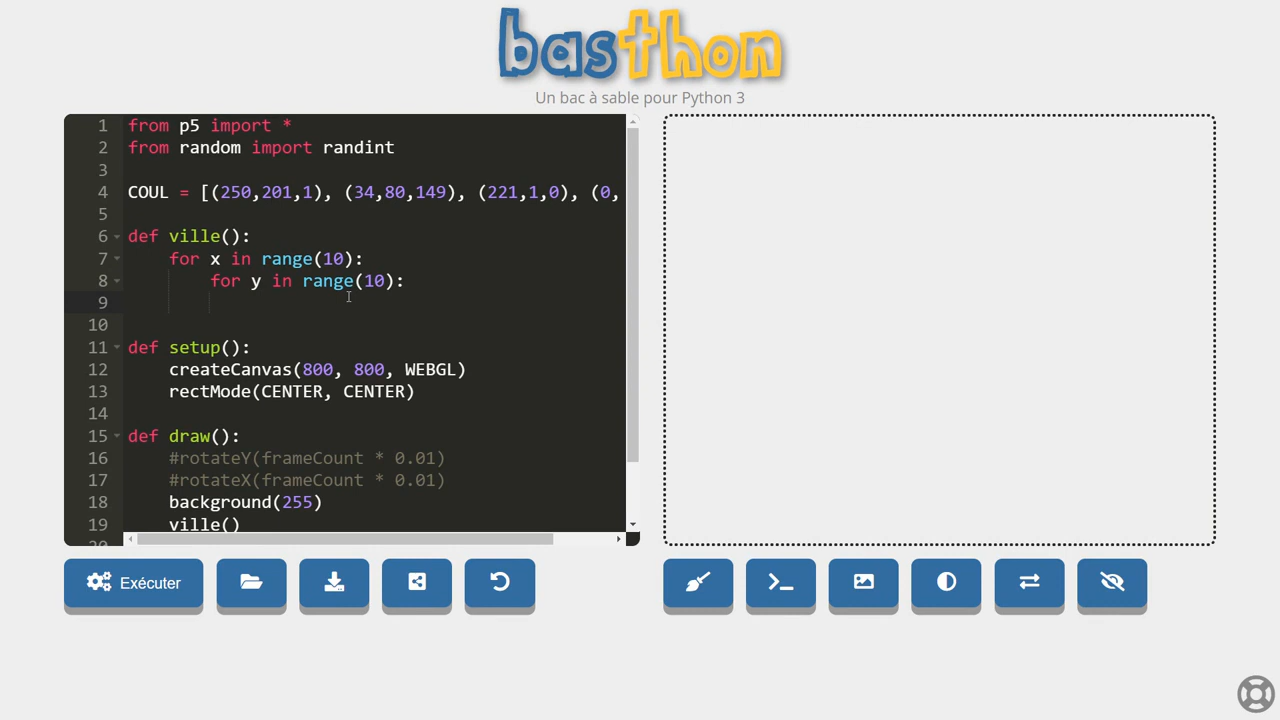 basthon
Un bac à sable pour Python 3
1 from p5 import *
2 from random import randint
3
4 COUL = [(250,201,1), (34,80,149), (221,1,0), (0,
5
6 def ville():
7     for x in range(10):
8         for y in range(10):
9
10
11 def setup():
12     createCanvas(800, 800, WEBGL)
13     rectMode(CENTER, CENTER)
14
15 def draw():
16     #rotateY(frameCount * 0.01)
17     #rotateX(frameCount * 0.01)
18     background(255)
19     ville()
Exécuter